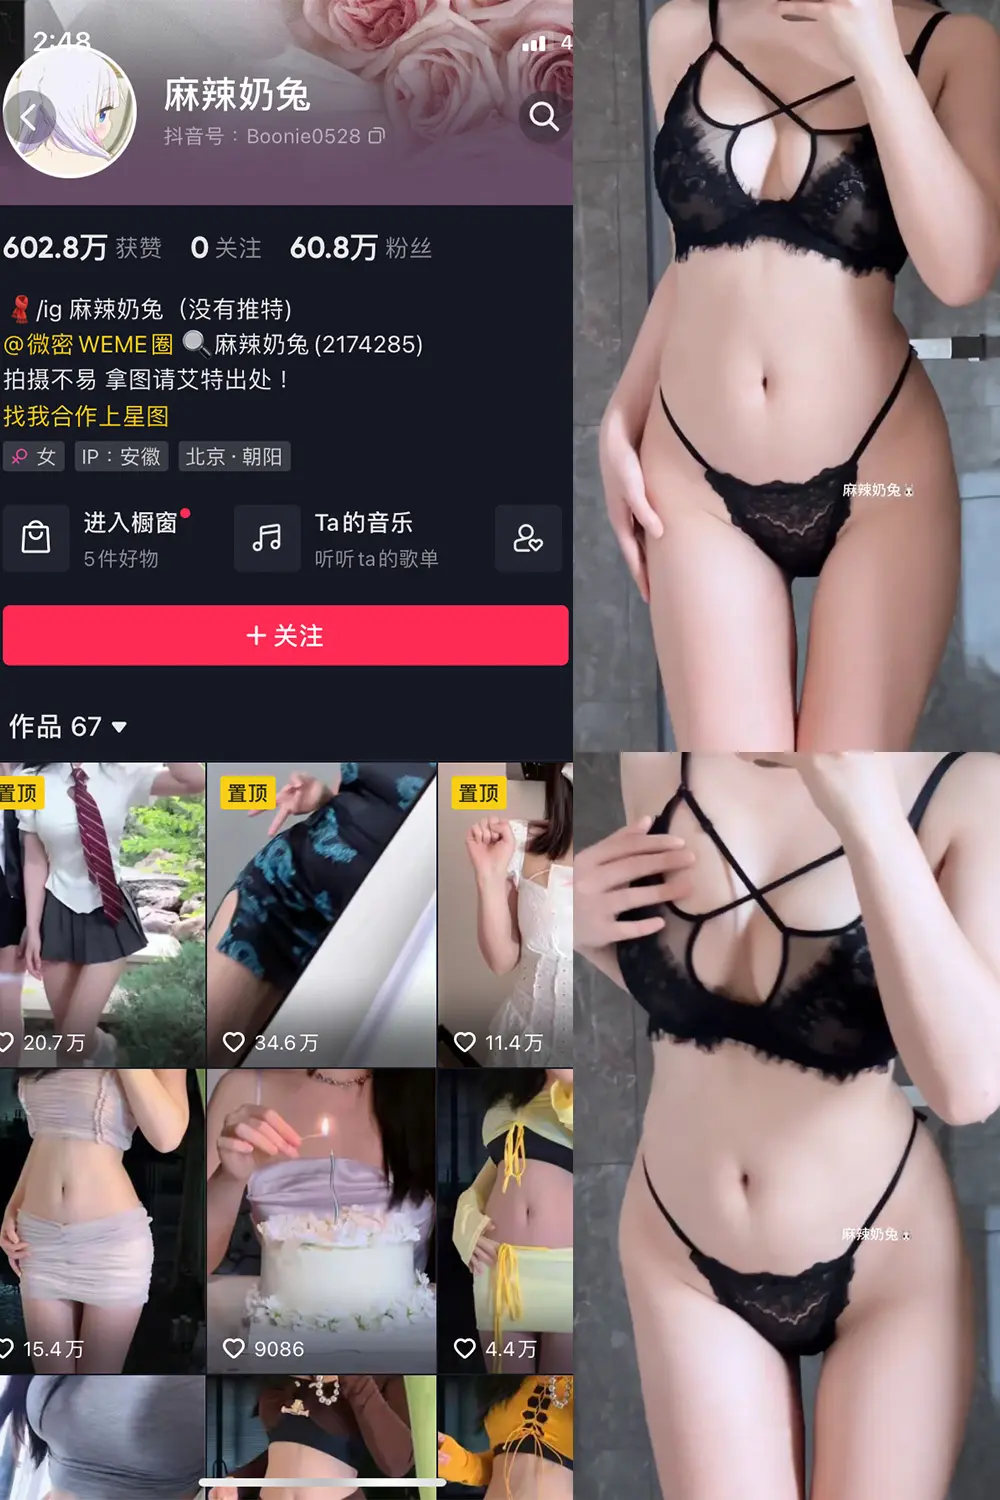 2:48
4
麻辣奶兔
抖音号：Boonie0528
602.8万 获赞 0 关注 60.8万 粉丝
/ig 麻辣奶兔（没有推特)
@微密 WEME圈 麻辣奶兔 (2174285)
拍摄不易 拿图请艾特出处！
找我合作上星图
女 IP：安徽 北京·朝阳
进入橱窗 Ta的音乐
5件好物 听听ta的歌单
+ 关注
作品 67
置顶 置顶 置顶
20.7万 34.6万 11.4万
15.4万 9086 4.4万
麻辣奶兔
麻辣奶兔